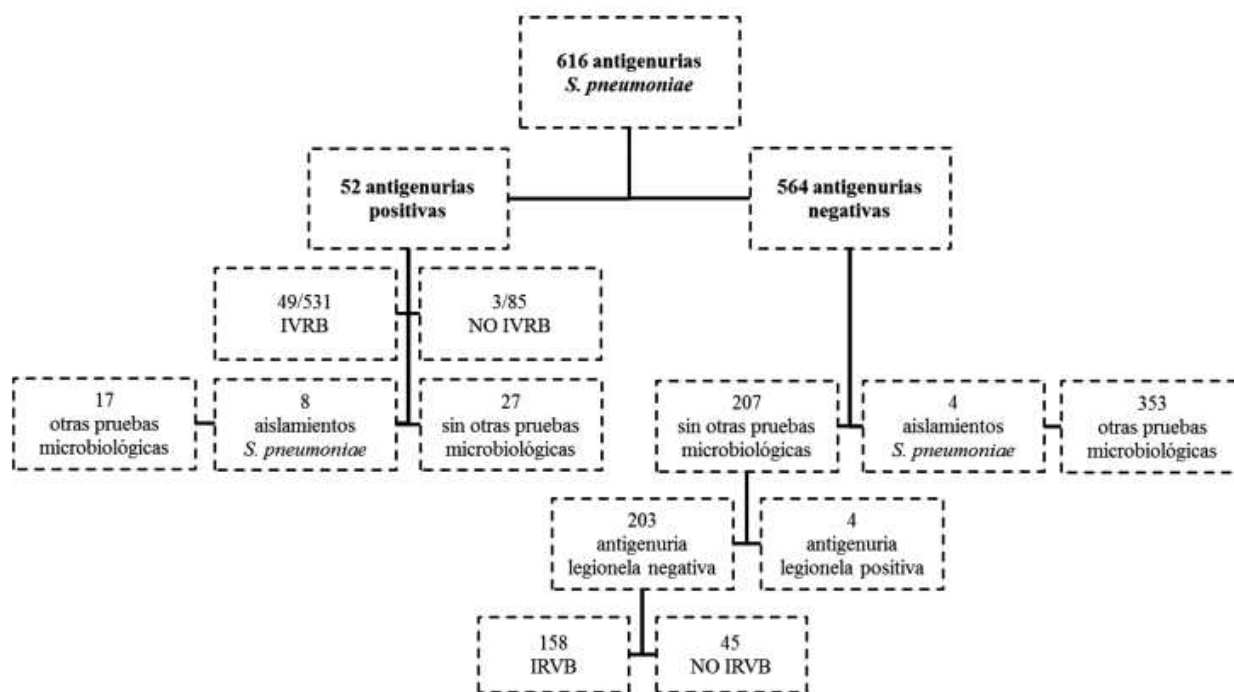 616 antigenurias
S. pneumoniae
52 antigenurias
positivas
564 antigenurias
negativas
49/531
IVRB
3/85
NO IVRB
17
otras pruebas
microbiológicas
8
aislamientos
S. pneumoniae
27
sin otras pruebas
microbiológicas
207
sin otras pruebas
microbiológicas
4
aislamientos
S. pneumoniae
353
otras pruebas
microbiológicas
203
antigenuria
legionela negativa
4
antigenuria
legionela positiva
158
IRVB
45
NO IRVB